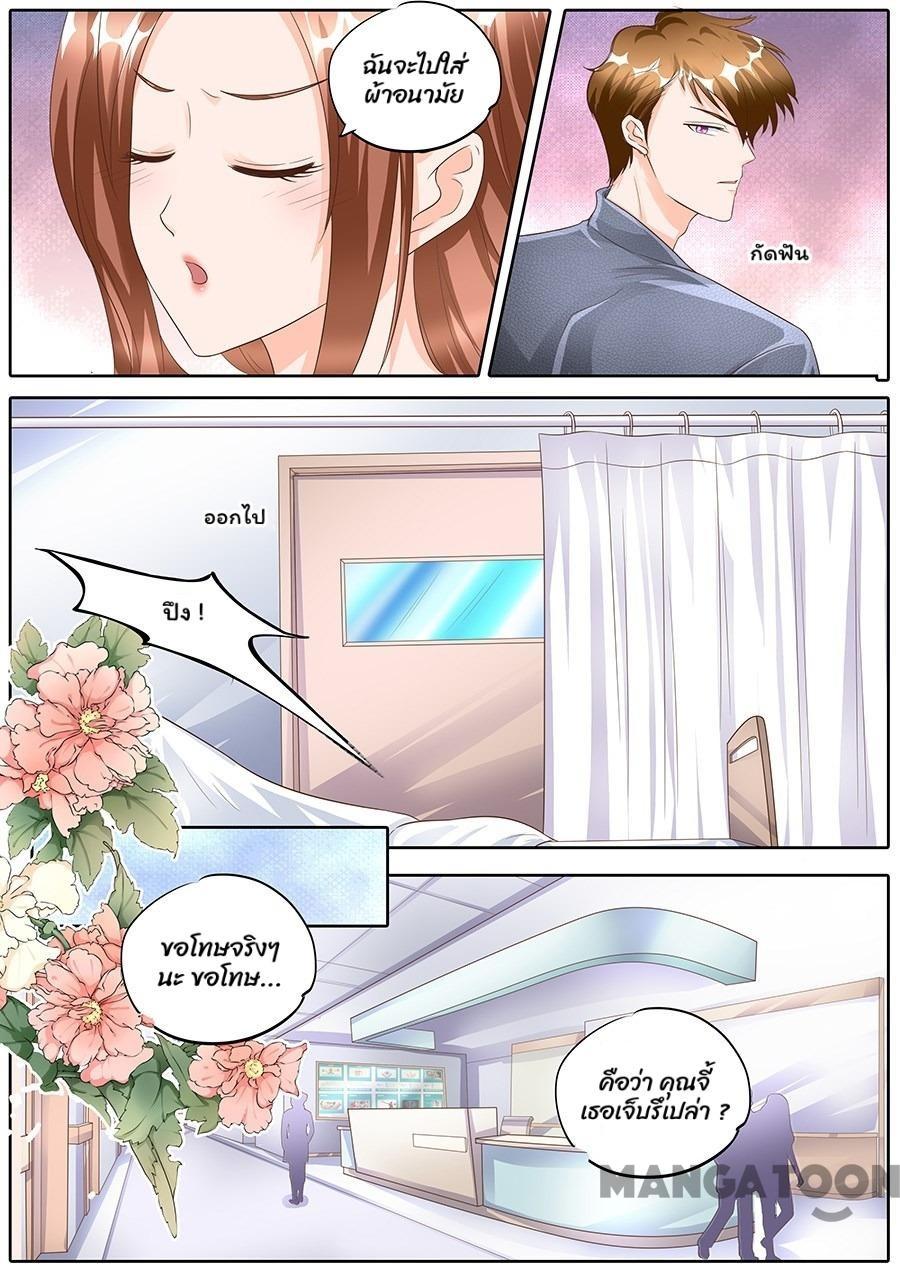 ฉันจะไปใส่
ผ้าอนามัย
กัดฟัน
ออกไป
ปึง !
ขอโทษจริงๆ
นะ ขอโทษ...
คือว่า คุณจี้
เธอเจ็บรึเปล่า ?
MANGATOON